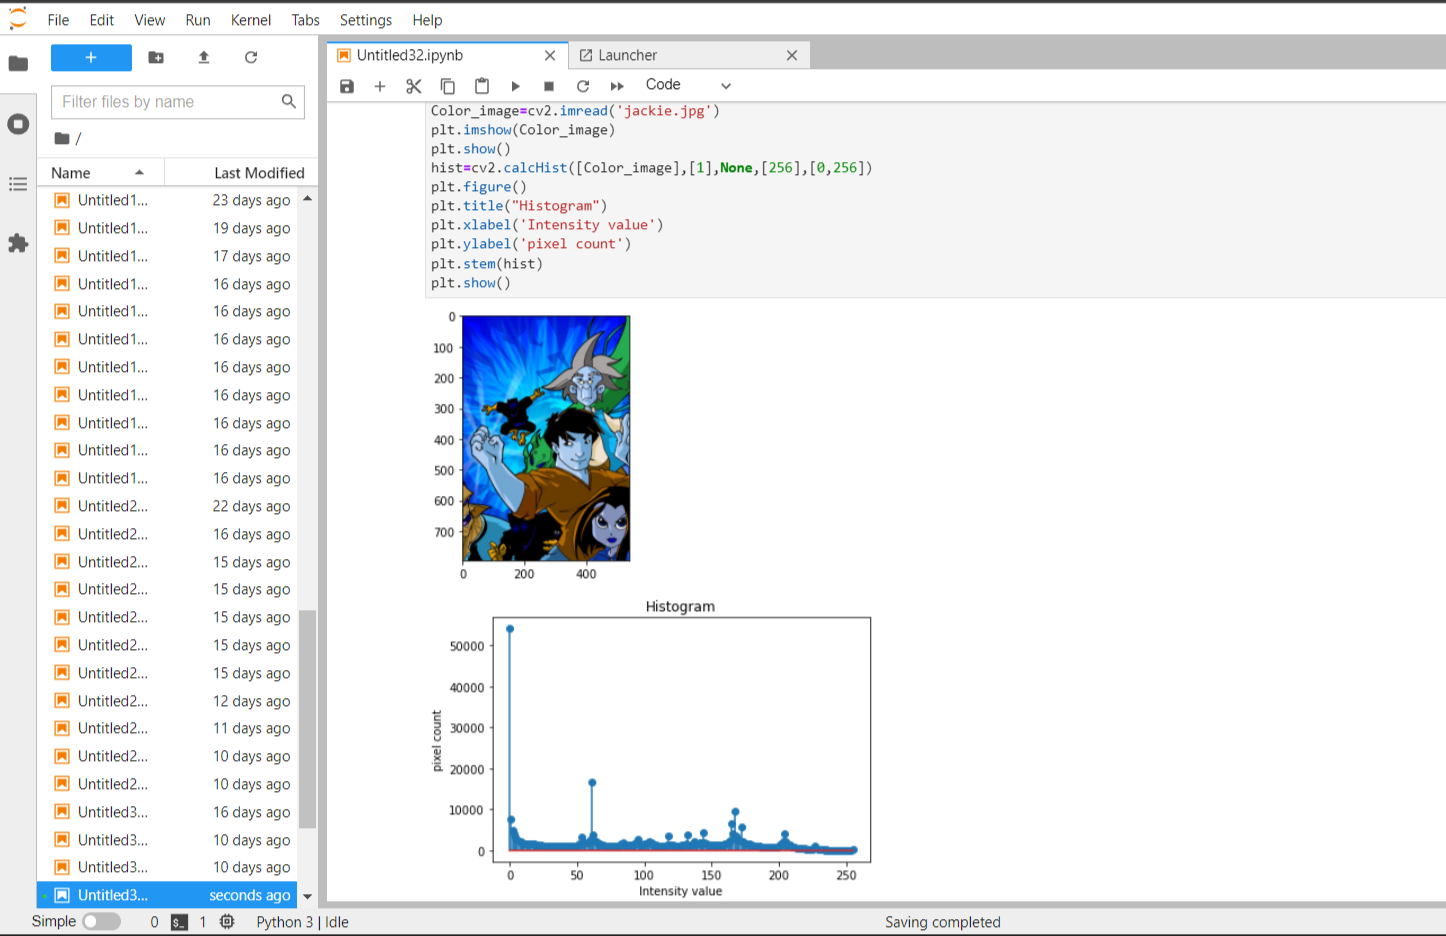 File Edit View Run Kernel Tabs Settings Help
Untitled32.ipynb Launcher
Code
Filter files by name
/
Name Last Modified
Untitled1... 23 days ago
Untitled1... 19 days ago
Untitled1... 17 days ago
Untitled1... 16 days ago
Untitled1... 16 days ago
Untitled1... 16 days ago
Untitled1... 16 days ago
Untitled1... 16 days ago
Untitled1... 16 days ago
Untitled1... 16 days ago
Untitled1... 16 days ago
Untitled2... 22 days ago
Untitled2... 16 days ago
Untitled2... 15 days ago
Untitled2... 15 days ago
Untitled2... 15 days ago
Untitled2... 15 days ago
Untitled2... 15 days ago
Untitled2... 12 days ago
Untitled2... 11 days ago
Untitled2... 10 days ago
Untitled2... 10 days ago
Untitled3... 16 days ago
Untitled3... 10 days ago
Untitled3... 10 days ago
Untitled3... seconds ago
Color_image=cv2.imread('jackie.jpg')
plt.imshow(Color_image)
plt.show()
hist=cv2.calcHist([Color_image],[1],None,[256],[0,256])
plt.figure()
plt.title("Histogram")
plt.xlabel('Intensity value')
plt.ylabel('pixel count')
plt.stem(hist)
plt.show()
0
100
200
300
400
500
600
700
0 200 400
Histogram
pixel count
50000
40000
30000
20000
10000
0
0 50 100 150 200 250
Intensity value
Simple 0 $_ 1 Python 3 | Idle Saving completed